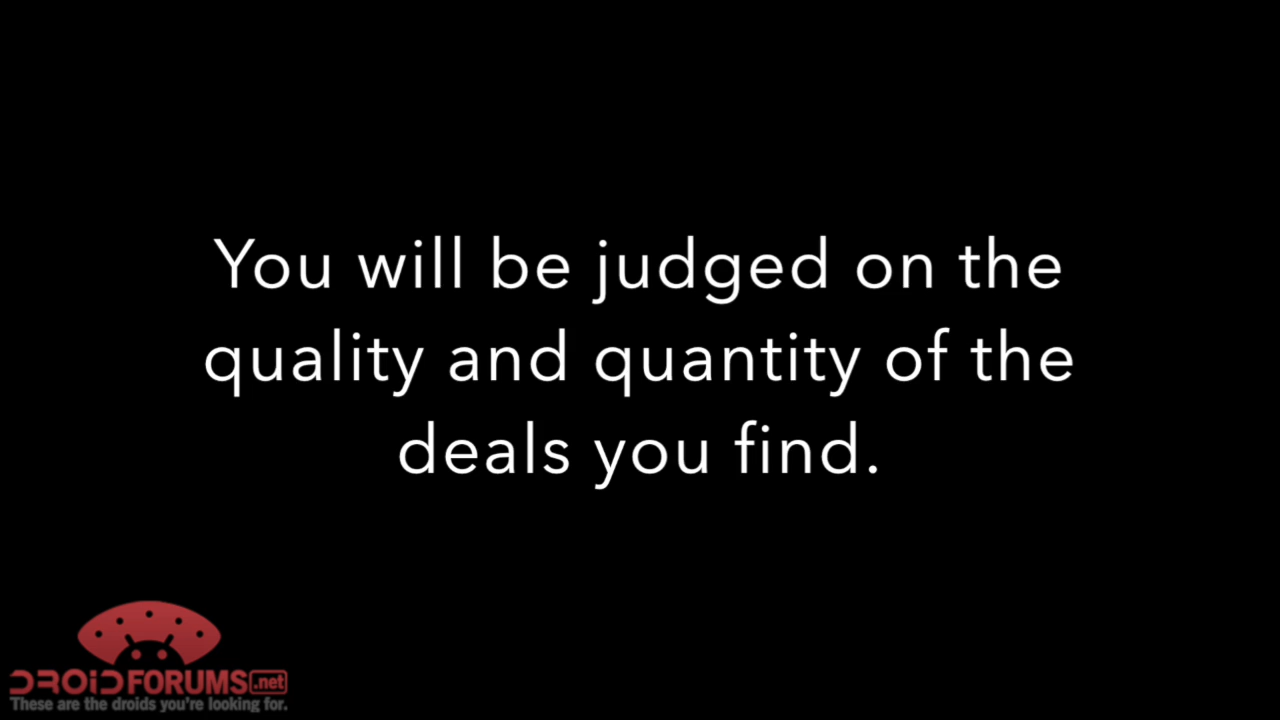 You will be judged on the
quality and quantity of the
deals you find.
DROIDFORUMS.net
These are the droids you're looking for.